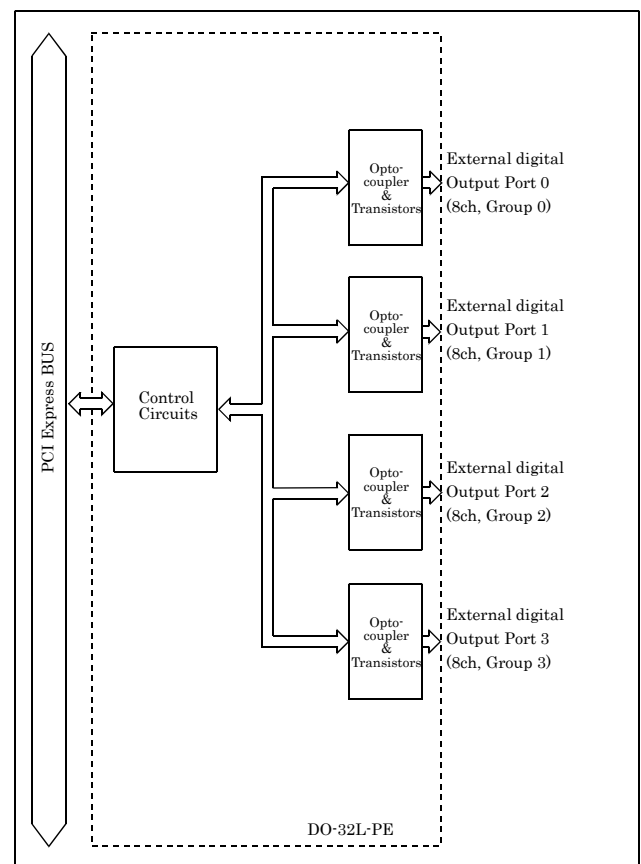 Opto-
coupler
&
Transistors
External digital
Output Port 0
(8ch, Group 0)
Opto-
coupler
&
Transistors
External digital
Output Port 1
(8ch, Group 1)
PCI Express BUS
Control
Circuits
Opto-
coupler
&
Transistors
External digital
Output Port 2
(8ch, Group 2)
Opto-
coupler
&
Transistors
External digital
Output Port 3
(8ch, Group 3)
DO-32L-PE